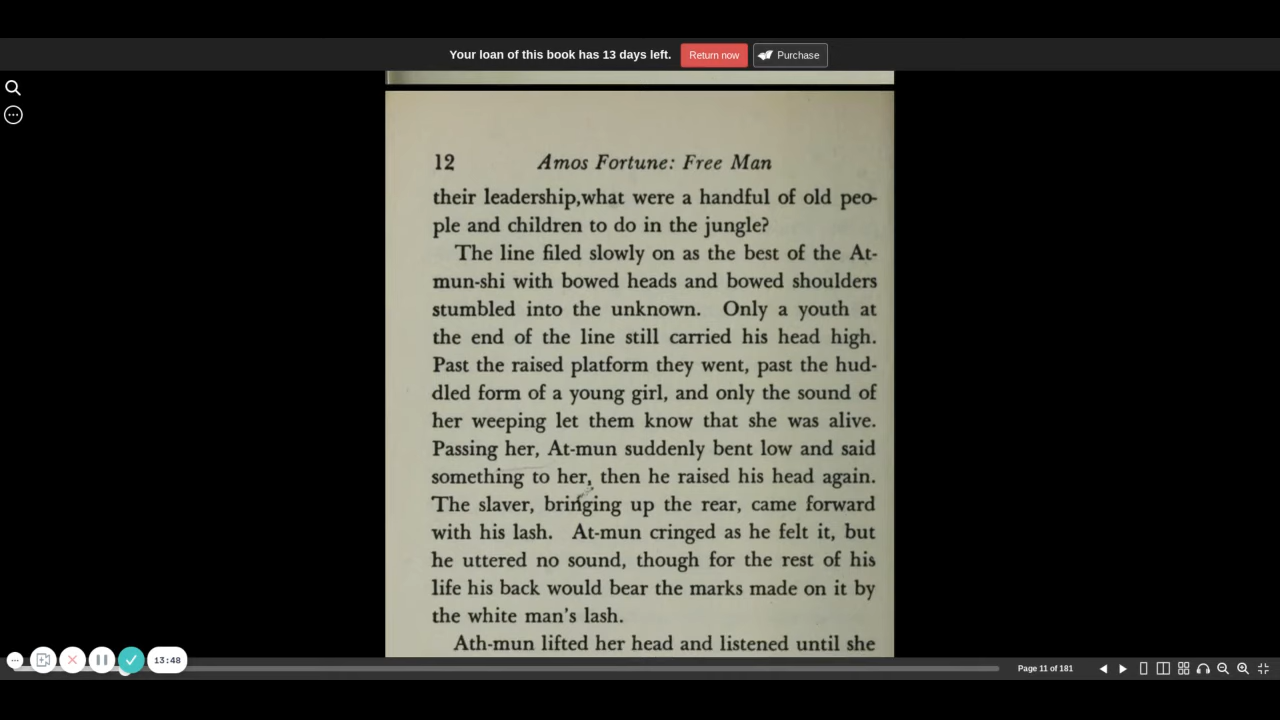 Your loan of this book has 13 days left. Return now Purchase
12 Amos Fortune: Free Man
their leadership,what were a handful of old peo-
ple and children to do in the jungle?
The line filed slowly on as the best of the At-
mun-shi with bowed heads and bowed shoulders
stumbled into the unknown. Only a youth at
the end of the line still carried his head high.
Past the raised platform they went, past the hud-
dled form of a young girl, and only the sound of
her weeping let them know that she was alive.
Passing her, At-mun suddenly bent low and said
something to her, then he raised his head again.
The slaver, bringing up the rear, came forward
with his lash. At-mun cringed as he felt it, but
he uttered no sound, though for the rest of his
life his back would bear the marks made on it by
the white man's lash.
Ath-mun lifted her head and listened until she
13:48
Page 11 of 181